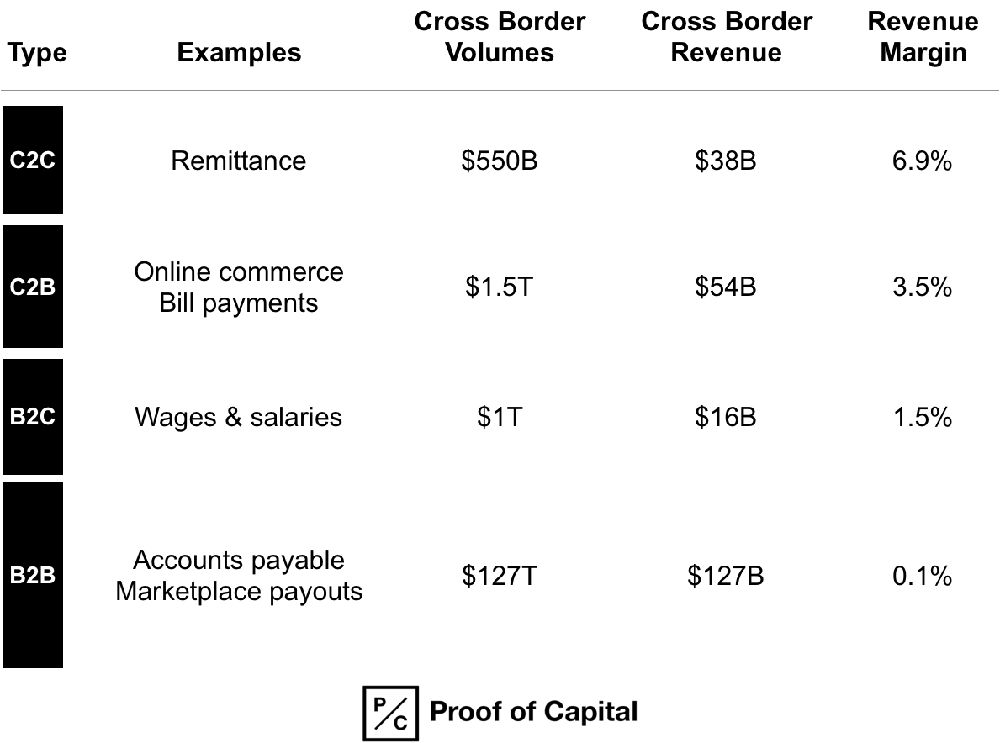 Type Examples Cross Border Volumes Cross Border Revenue Revenue Margin
C2C Remittance $550B $38B 6.9%
C2B Online commerce Bill payments $1.5T $54B 3.5%
B2C Wages & salaries $1T $16B 1.5%
B2B Accounts payable Marketplace payouts $127T $127B 0.1%
P/C Proof of Capital